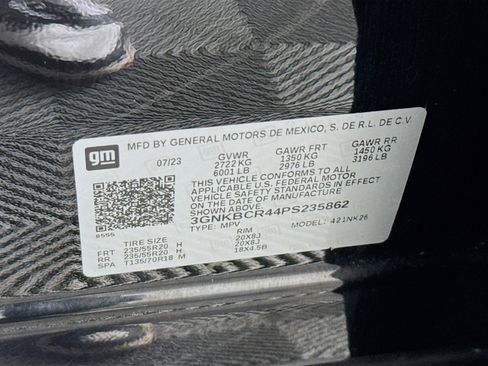 gm
MFD BY GENERAL MOTORS DE MEXICO, S. DE R.L. DE C.V.
07/23 GVWR GAWR FRT GAWR RR
2722 KG 1350 KG 1450 KG
6001 LB 2976 LB 3196 LB
THIS VEHICLE CONFORMS TO ALL
APPLICABLE U.S. FEDERAL MOTOR
VEHICLE SAFETY STANDARDS IN EFFECT
ON THE DATE OF MANUFACTURE SHOWN ABOVE.
3GNKBCR44PS235862
TYPE: MPV MODEL: 421NK26
TIRE SIZE RIM
FRT 235/55R20 H 20X8J
RR. 235/55R20 H 20X8J
SPA T135/70R18 M 18X4.5B